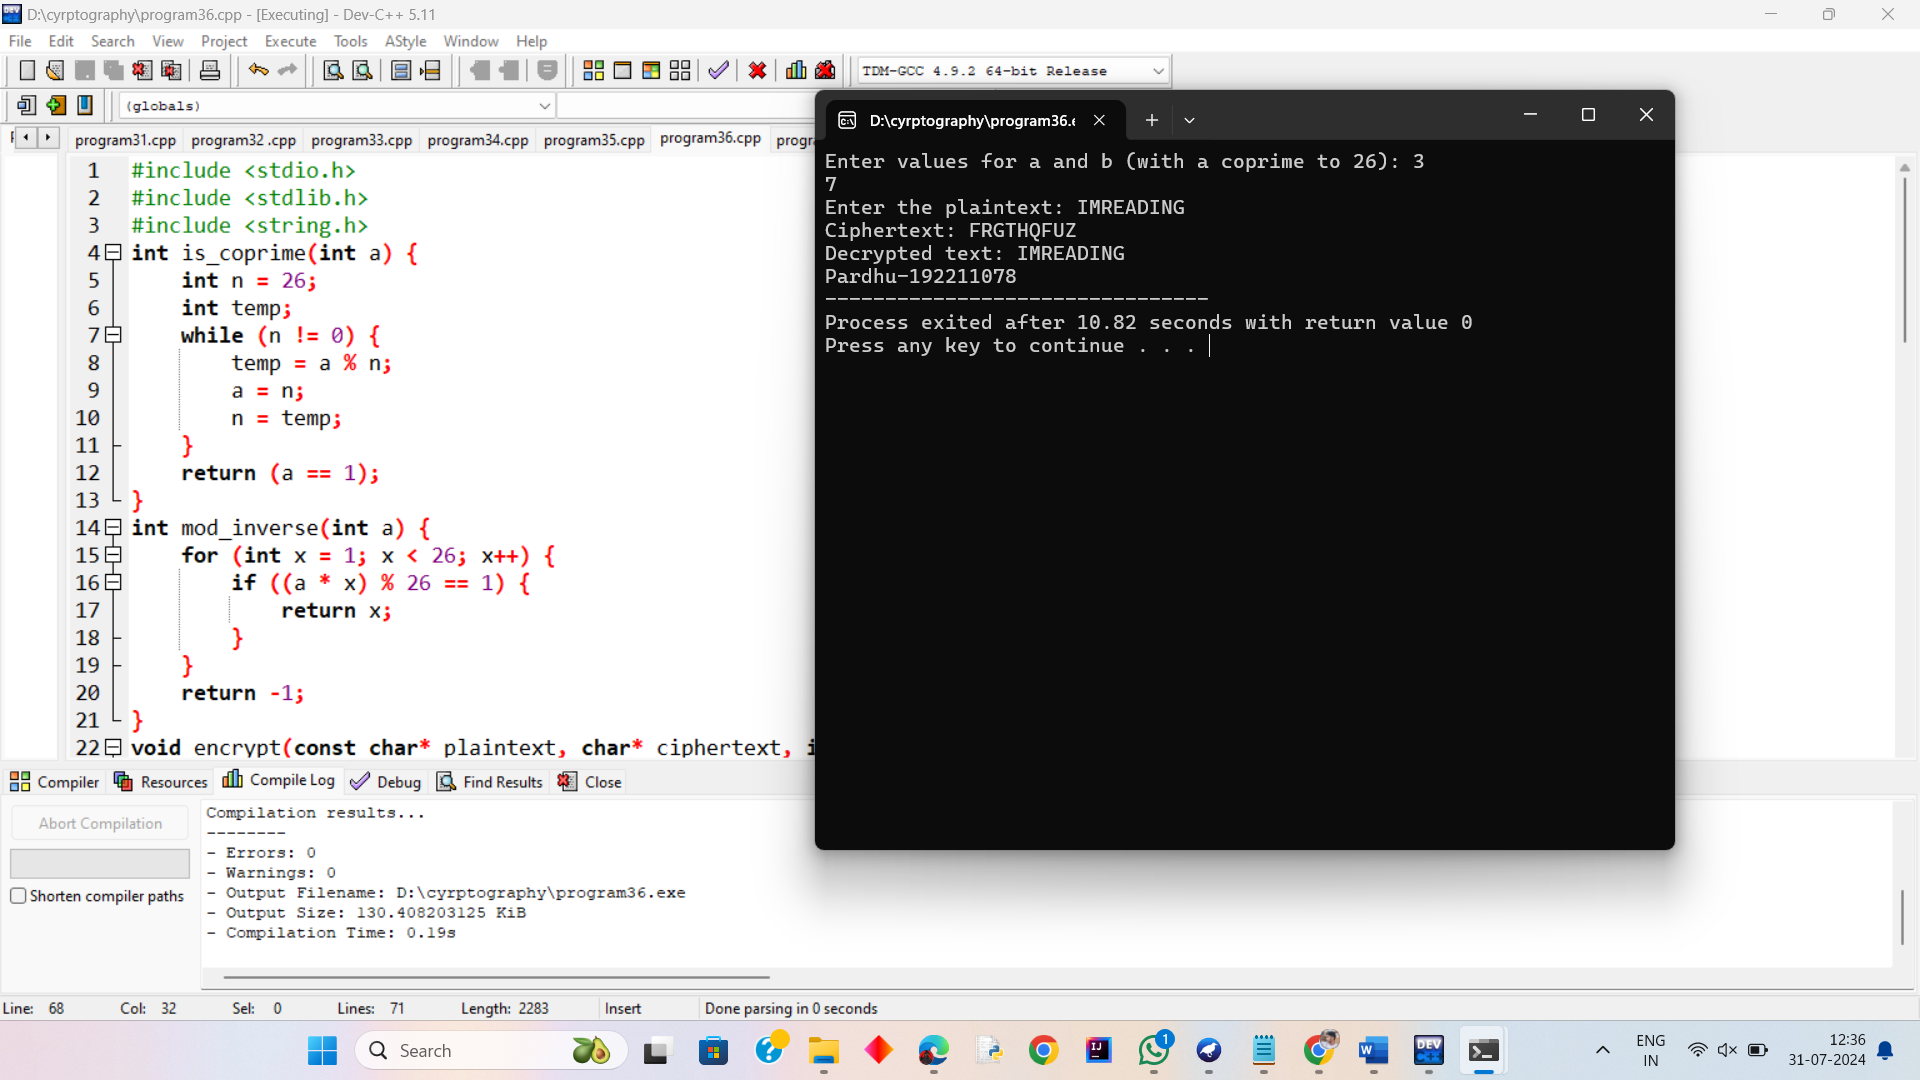 D:\cyrptography\program36.cpp - [Executing] - Dev-C++ 5.11
File Edit Search View Project Execute Tools AStyle Window Help
TDM-GCC 4.9.2 64-bit Release
(globals)
program31.cpp program32 .cpp program33.cpp program34.cpp program35.cpp program36.cpp progr
1 #include <stdio.h>
2 #include <stdlib.h>
3 #include <string.h>
4 int is_coprime(int a) {
5 int n = 26;
6 int temp;
7 while (n != 0) {
8 temp = a % n;
9 a = n;
10 n = temp;
11 }
12 return (a == 1);
13 }
14 int mod_inverse(int a) {
15 for (int x = 1; x < 26; x++) {
16 if ((a * x) % 26 == 1) {
17 return x;
18 }
19 }
20 return -1;
21 }
22 void encrypt(const char* plaintext, char* ciphertext, i
D:\cyrptography\program36.e
Enter values for a and b (with a coprime to 26): 3
7
Enter the plaintext: IMREADING
Ciphertext: FRGTHQFUZ
Decrypted text: IMREADING
Pardhu-192211078
--------------------------------
Process exited after 10.82 seconds with return value 0
Press any key to continue . . .
Compiler Resources Compile Log Debug Find Results Close
Abort Compilation
Shorten compiler paths
Compilation results...
--------
- Errors: 0
- Warnings: 0
- Output Filename: D:\cyrptography\program36.exe
- Output Size: 130.408203125 KiB
- Compilation Time: 0.19s
Line: 68 Col: 32 Sel: 0 Lines: 71 Length: 2283 Insert Done parsing in 0 seconds
Search
1
ENG
IN
12:36
31-07-2024